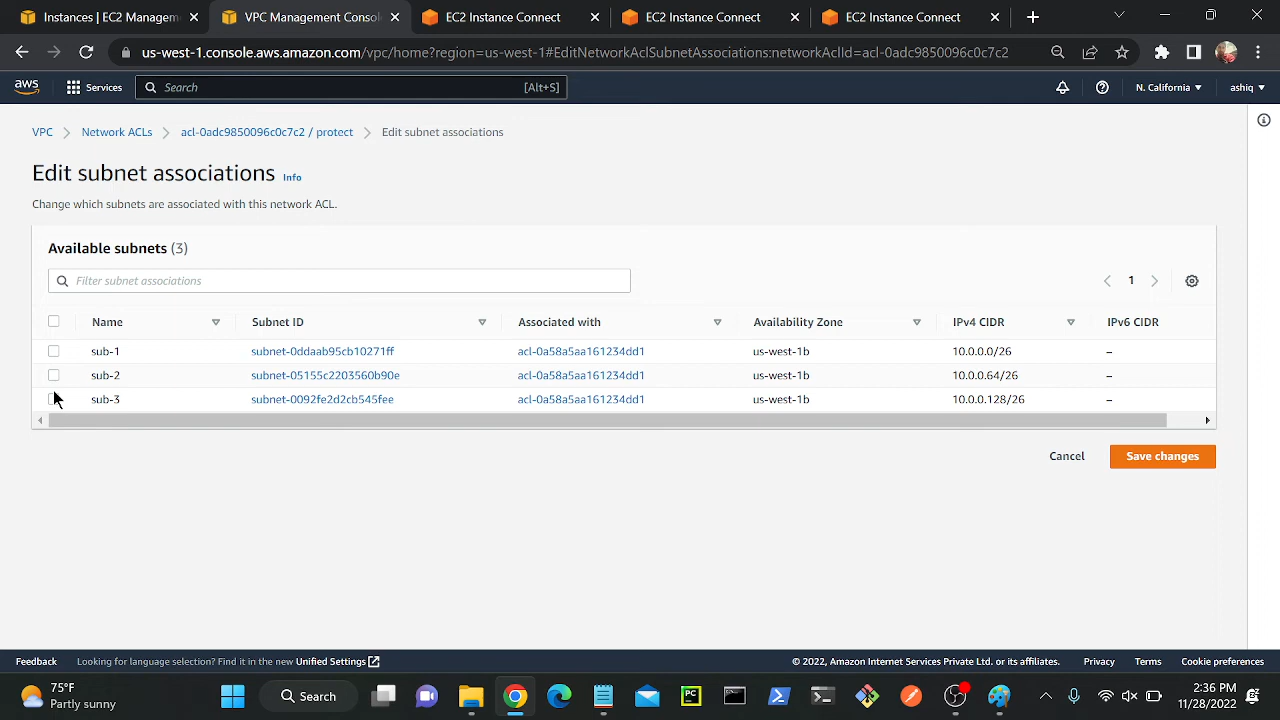 Instances | EC2 Managemen
VPC Management Console
EC2 Instance Connect
EC2 Instance Connect
EC2 Instance Connect
us-west-1.console.aws.amazon.com/vpc/home?region=us-west-1#EditNetworkAclSubnetAssociations:networkAclId=acl-0adc9850096c0c7c2
aws
Services
Search
[Alt+S]
N. California
ashiq
VPC
Network ACLs
acl-0adc9850096c0c7c2 / protect
Edit subnet associations
Edit subnet associations
Info
Change which subnets are associated with this network ACL.
Available subnets (3)
Filter subnet associations
1
Name Subnet ID Associated with Availability Zone IPv4 CIDR IPv6 CIDR
sub-1 subnet-0ddaab95cb10271ff acl-0a58a5aa161234dd1 us-west-1b 10.0.0.0/26 –
sub-2 subnet-05155c2203560b90e acl-0a58a5aa161234dd1 us-west-1b 10.0.0.64/26 –
sub-3 subnet-0092fe2d2cb545fee acl-0a58a5aa161234dd1 us-west-1b 10.0.0.128/26 –
Cancel
Save changes
Feedback
Looking for language selection? Find it in the new Unified Settings
© 2022, Amazon Internet Services Private Ltd. or its affiliates.
Privacy
Terms
Cookie preferences
75°F
Partly sunny
Search
PC
2:36 PM
11/28/2022